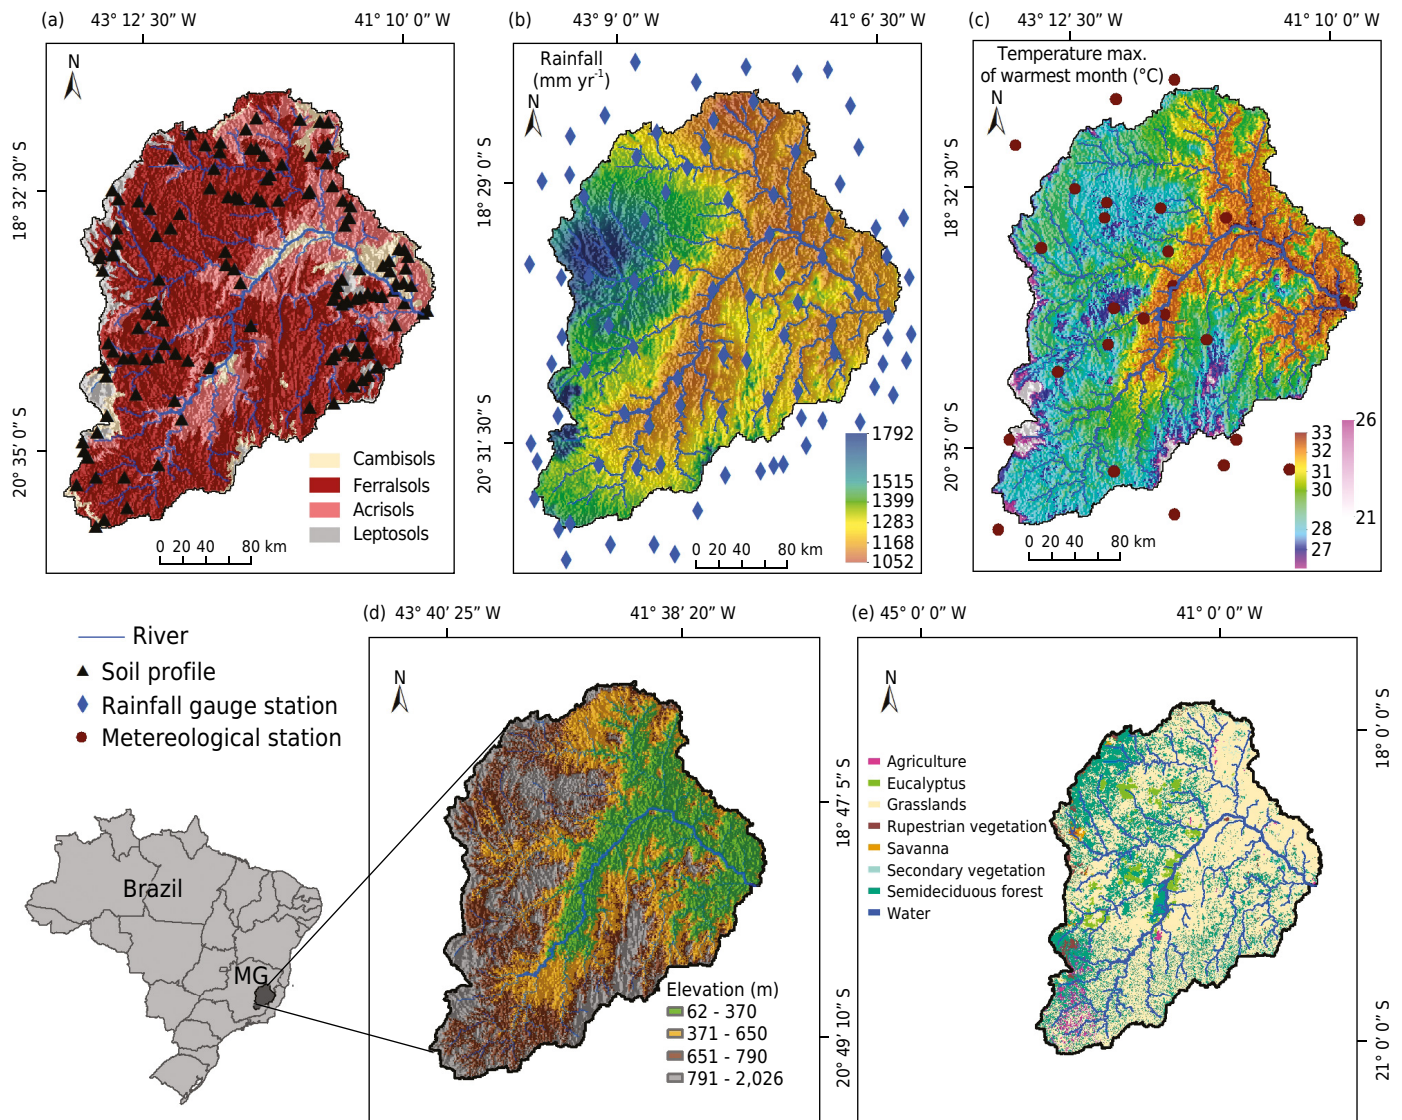 (a)
43° 12’ 30” W
41° 10’ 0” W
N
18° 32’ 30” S
20° 35’ 0” S
Cambisols
Ferralsols
Acrisols
Leptosols
0 20 40 80 km
(b)
43° 9’ 0” W
41° 6’ 30” W
Rainfall
(mm yr⁻¹)
N
18° 29’ 0” S
20° 31’ 30” S
1792
1515
1399
1283
1168
1052
0 20 40 80 km
(c)
43° 12’ 30” W
41° 10’ 0” W
Temperature max.
of warmest month (°C)
N
18° 32’ 30” S
20° 35’ 0” S
33
32
31
30
28
27
26
21
0 20 40 80 km
River
Soil profile
Rainfall gauge station
Metereological station
Brazil
MG
(d)
43° 40’ 25” W
41° 38’ 20” W
N
18° 47’ 5” S
20° 49’ 10” S
Elevation (m)
62 - 370
371 - 650
651 - 790
791 - 2,026
(e)
45° 0’ 0” W
41° 0’ 0” W
N
18° 0’ 0” S
21° 0’ 0” S
Agriculture
Eucalyptus
Grasslands
Rupestrian vegetation
Savanna
Secondary vegetation
Semideciduous forest
Water